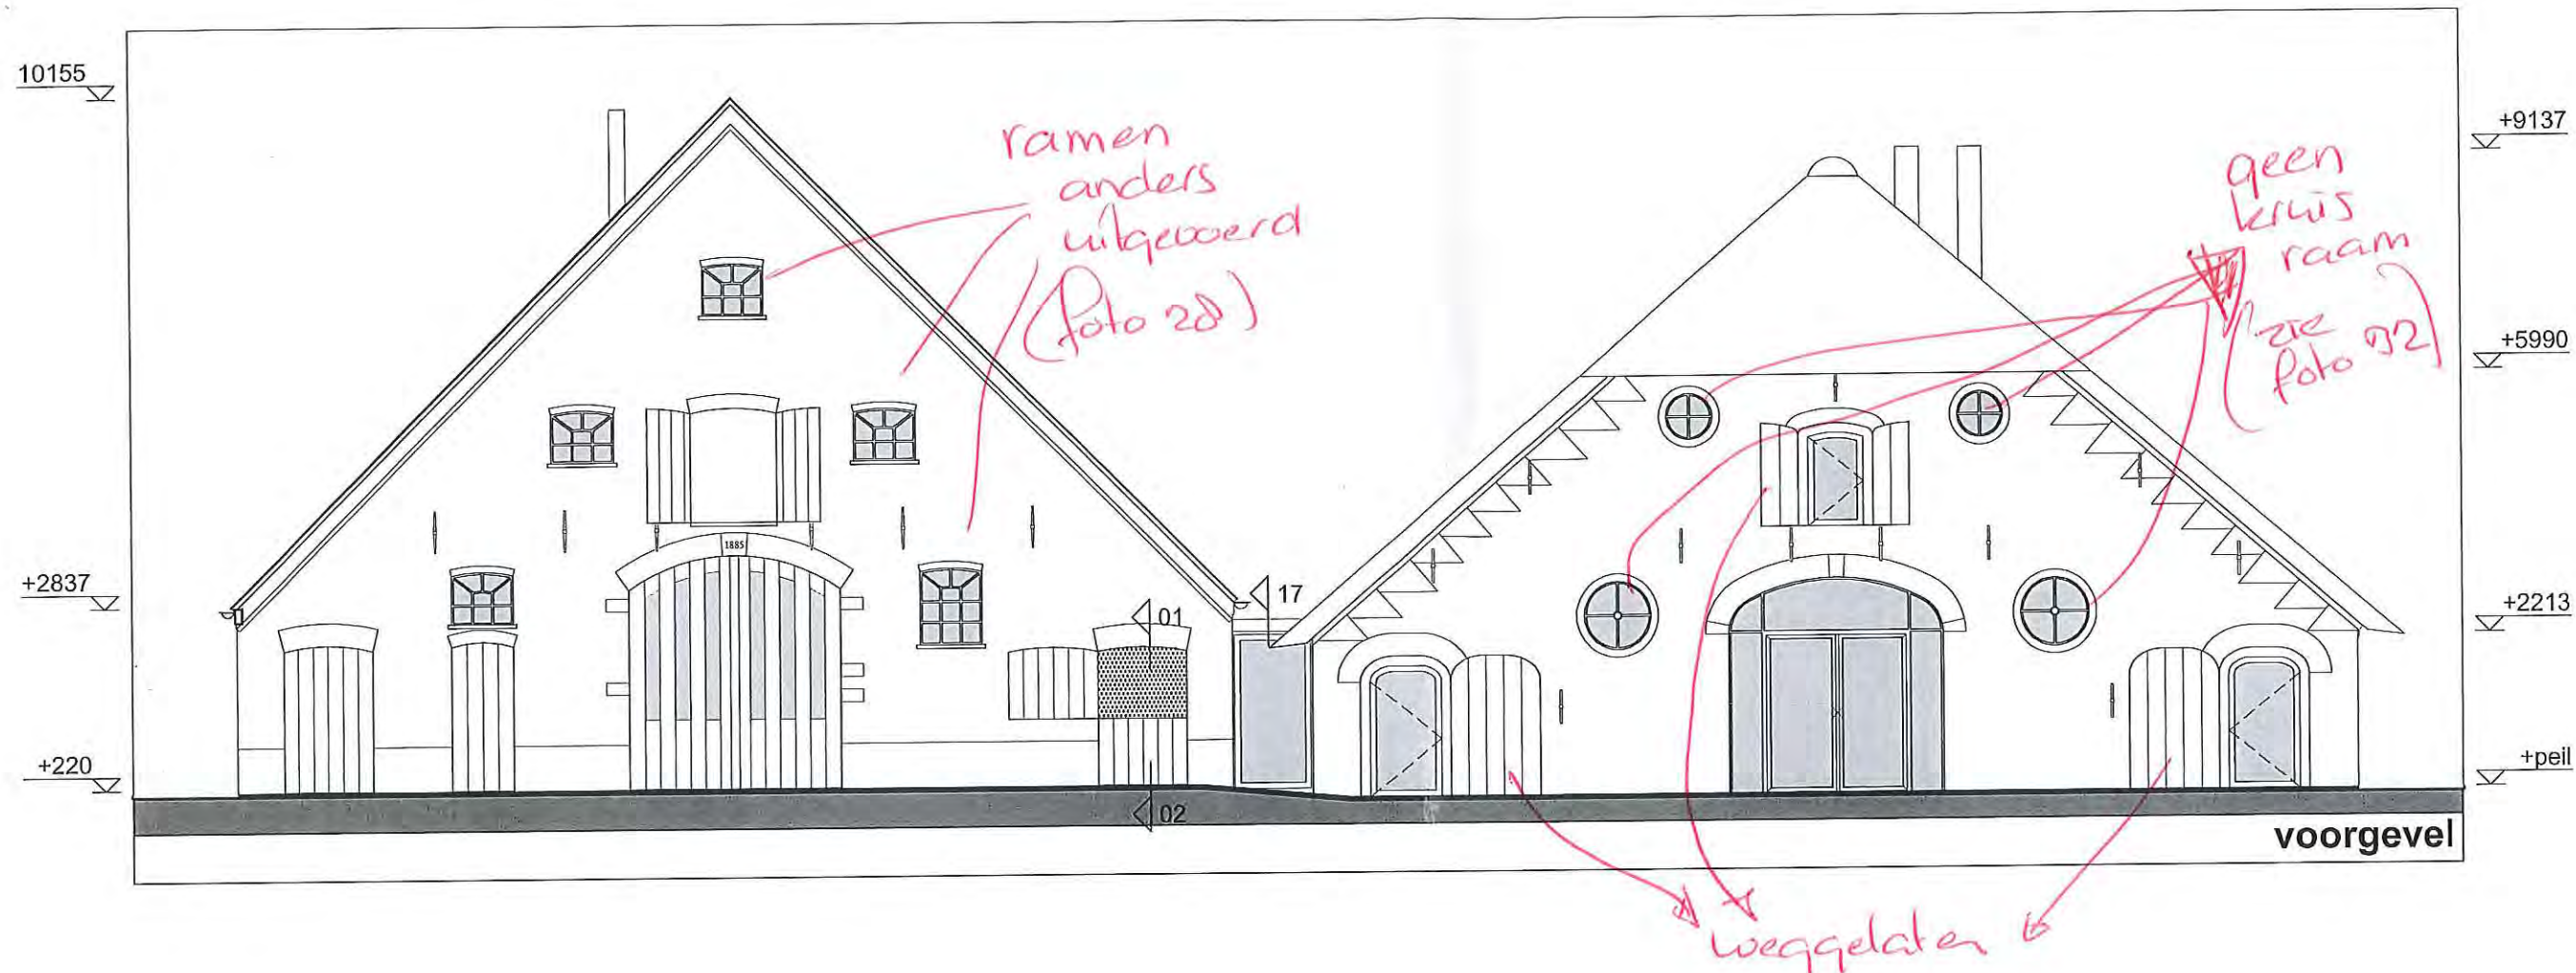 10155
+2837
+220
ramen
anders
uitgevoerd
(foto 28)
1885
01
17
02
geen
kruis
raam
(zie
foto 92)
+9137
+5990
+2213
+peil
voorgevel
weggelaten